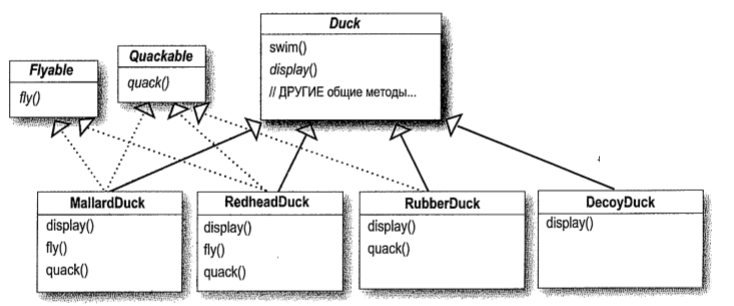 Duck
swim()
display()
// ДРУГИЕ общие методы...
Quackable
quack()
Flyable
fly()
MallardDuck
display()
fly()
quack()
RedheadDuck
display()
fly()
quack()
RubberDuck
display()
quack()
DecoyDuck
display()